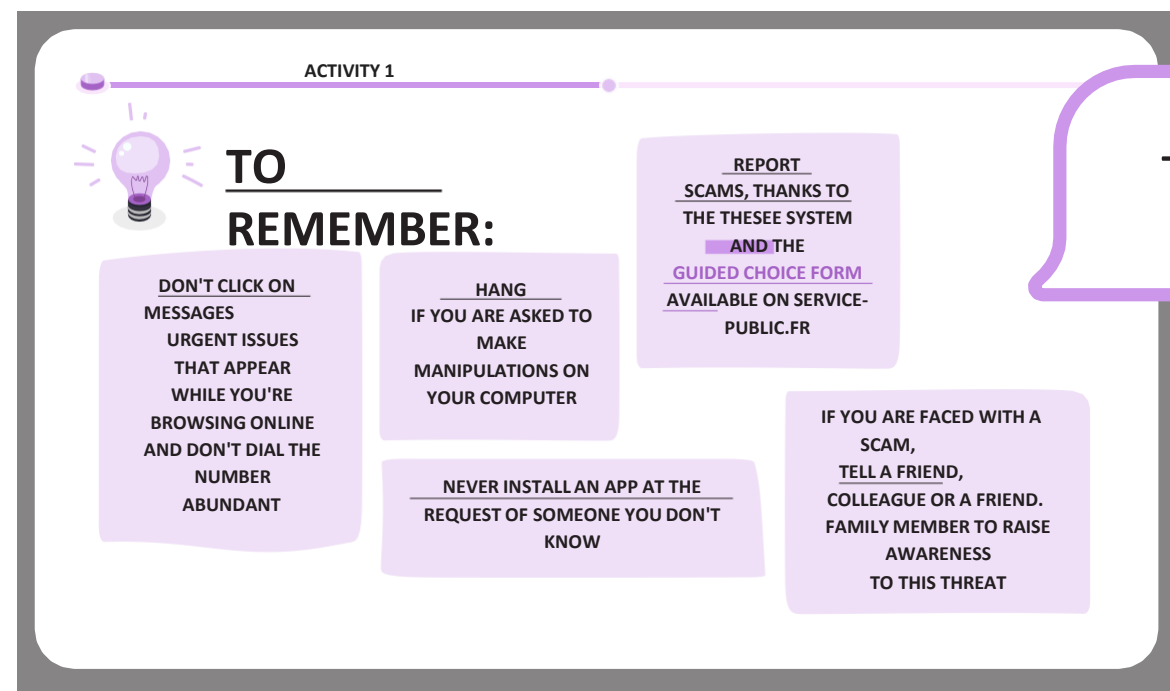 ACTIVITY 1
TO
REMEMBER:
DON'T CLICK ON
MESSAGES
URGENT ISSUES
THAT APPEAR
WHILE YOU'RE
BROWSING ONLINE
AND DON'T DIAL THE
NUMBER
ABUNDANT
HANG
IF YOU ARE ASKED TO
MAKE
MANIPULATIONS ON
YOUR COMPUTER
NEVER INSTALL AN APP AT THE
REQUEST OF SOMEONE YOU DON'T
KNOW
REPORT
SCAMS, THANKS TO
THE THESEE SYSTEM
AND THE
GUIDED CHOICE FORM
AVAILABLE ON SERVICE-
PUBLIC.FR
IF YOU ARE FACED WITH A
SCAM,
TELL A FRIEND,
COLLEAGUE OR A FRIEND.
FAMILY MEMBER TO RAISE
AWARENESS
TO THIS THREAT